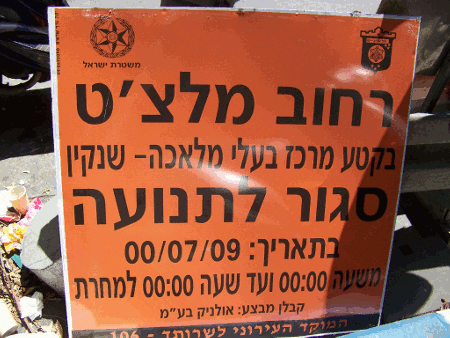 משטרת ישראל
רחוב מלצ'ט
בקטע מרכז בעלי מלאכה- שנקין
סגור לתנועה
בתאריך: 00/07/09
משעה 00:00 ועד שעה 00:00 למחרת
קבלן מבצע: אולניק בע"מ
המוקד העירוני לשרותך - 106